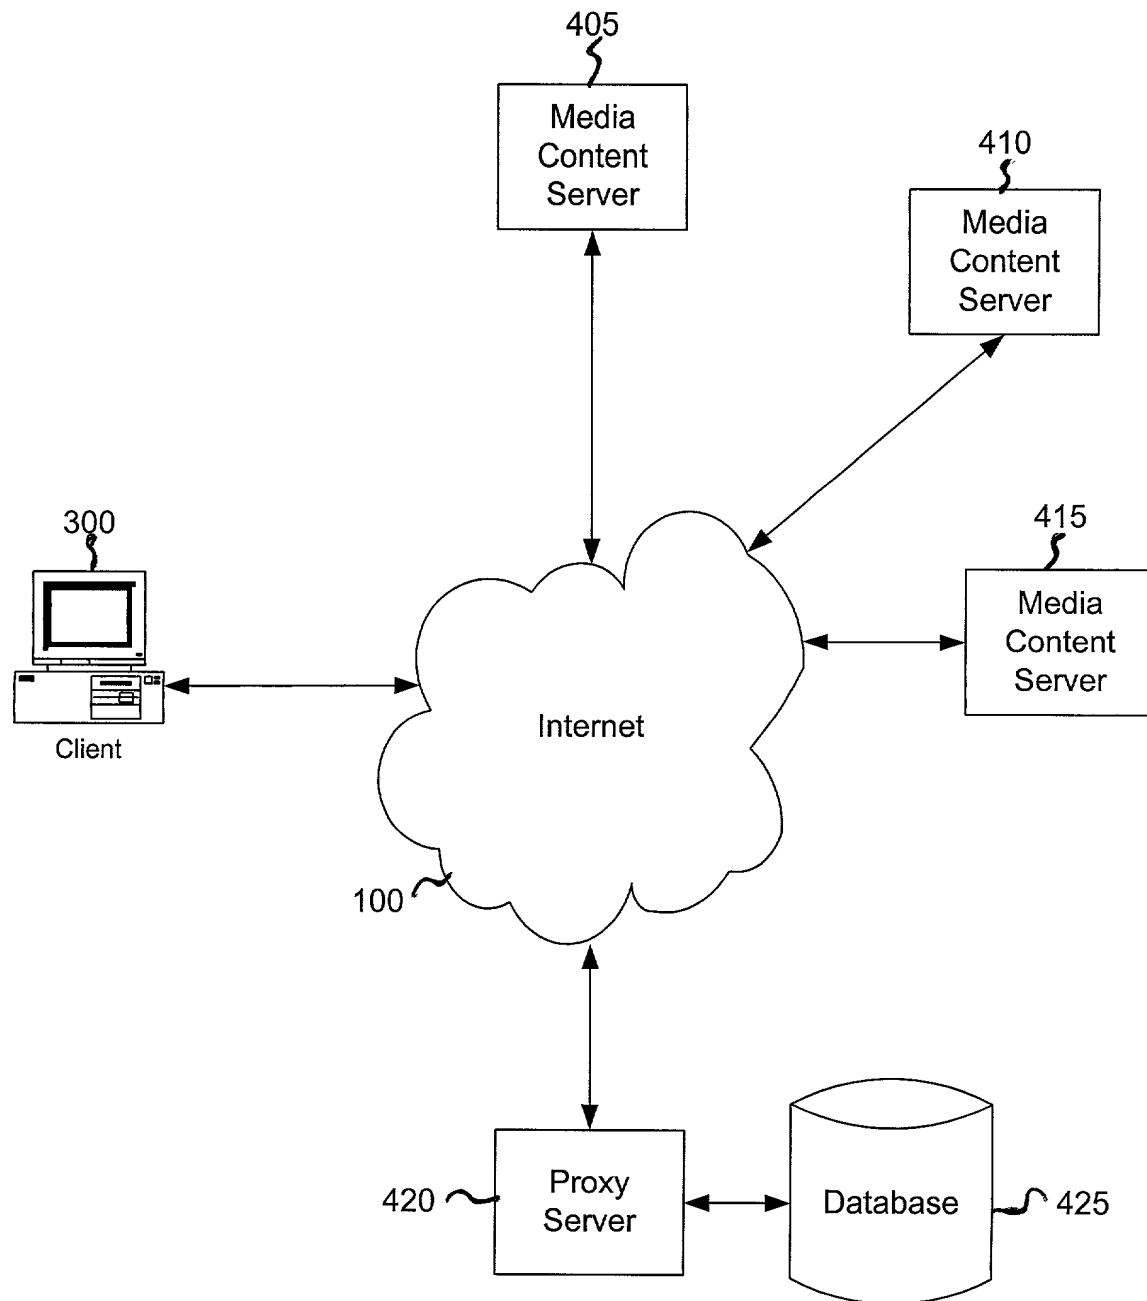 405
Media
Content
Server
410
Media
Content
Server
300
Client
415
Media
Content
Server
Internet
100
420
Proxy
Server
Database
425